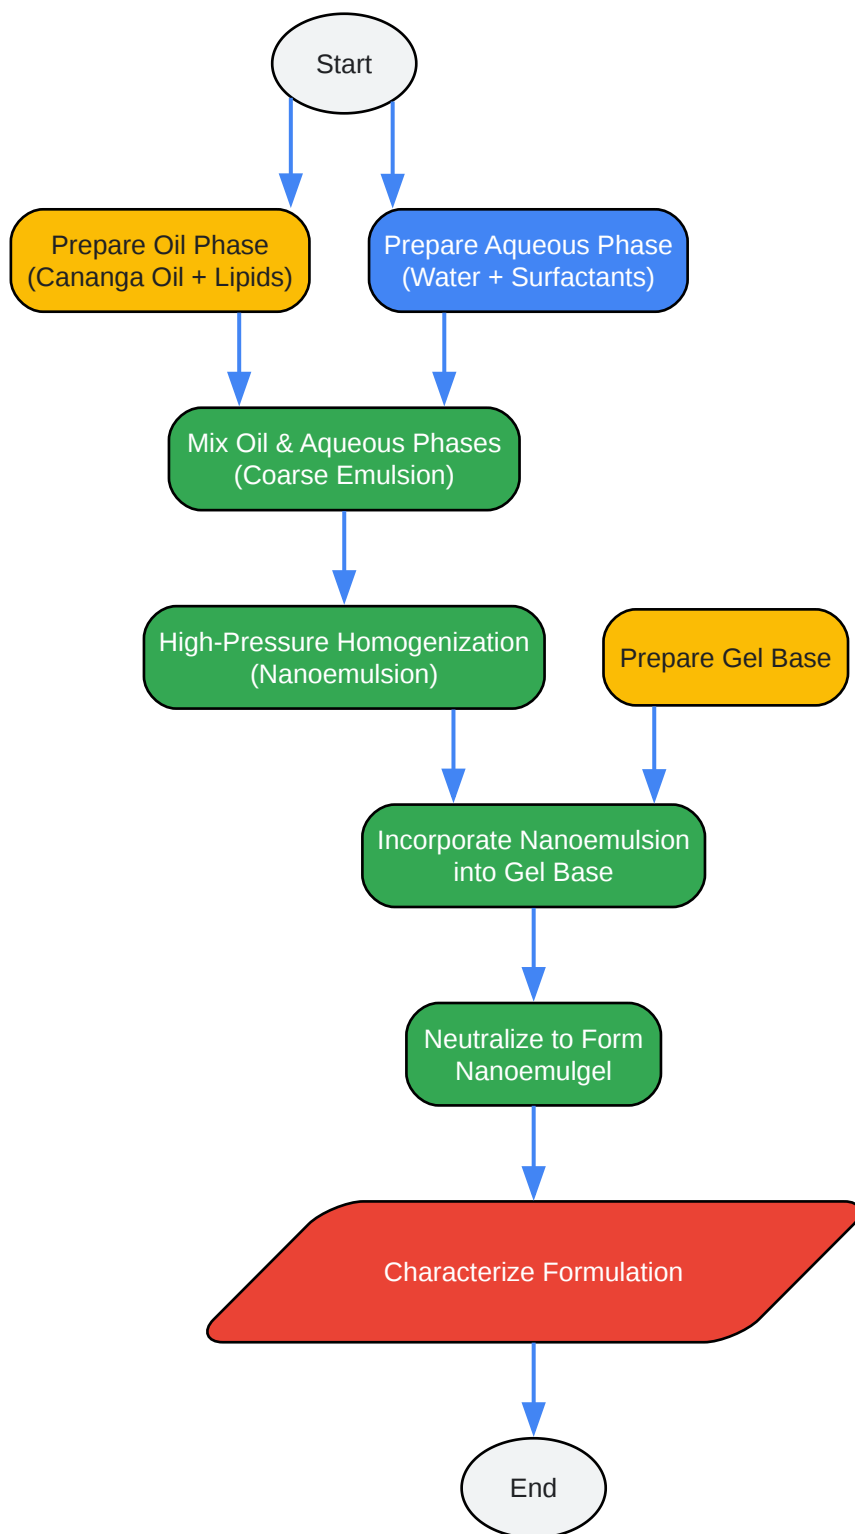 Start
Prepare Oil Phase
(Cananga Oil + Lipids)
Prepare Aqueous Phase
(Water + Surfactants)
Mix Oil & Aqueous Phases
(Coarse Emulsion)
High-Pressure Homogenization
(Nanoemulsion)
Prepare Gel Base
Incorporate Nanoemulsion
into Gel Base
Neutralize to Form
Nanoemulgel
Characterize Formulation
End